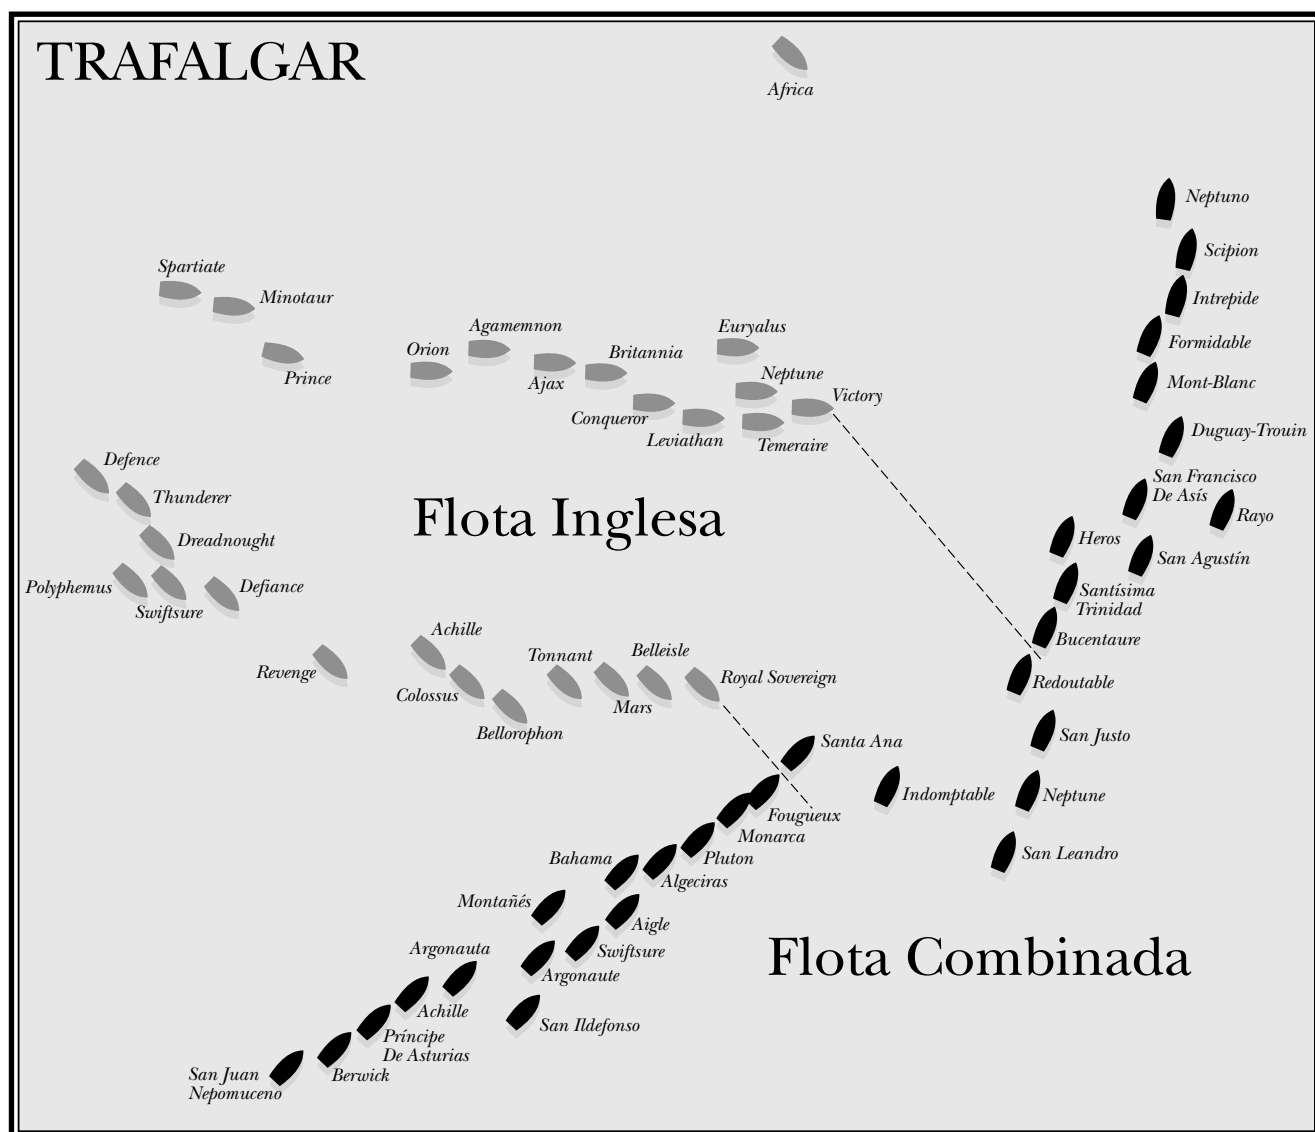 TRAFALGAR
Africa
Neptuno
Scipion
Spartiate
Minotaur
Intrepide
Agamemnon
Euryalus
Formidable
Orion
Britannia
Prince
Ajax
Neptune
Mont-Blanc
Victory
Conqueror
Leviathan
Temeraire
Duguay-Trouin
Defence
Thunderer
San Francisco
De Asís
Flota Inglesa
Rayo
Dreadnought
Heros
San Agustín
Polyphemus
Defiance
Swiftsure
Santísima
Trinidad
Achille
Bucentaure
Tonnant
Belleisle
Revenge
Royal Sovereign
Redoutable
Colossus
Mars
Bellorophon
Santa Ana
San Justo
Indomptable
Neptune
Fougueux
Monarca
Bahama
Pluton
San Leandro
Algeciras
Montañés
Aigle
Argonauta
Swiftsure
Flota Combinada
Argonaute
Achille
San Ildefonso
Príncipe
De Asturias
San Juan
Nepomuceno
Berwick